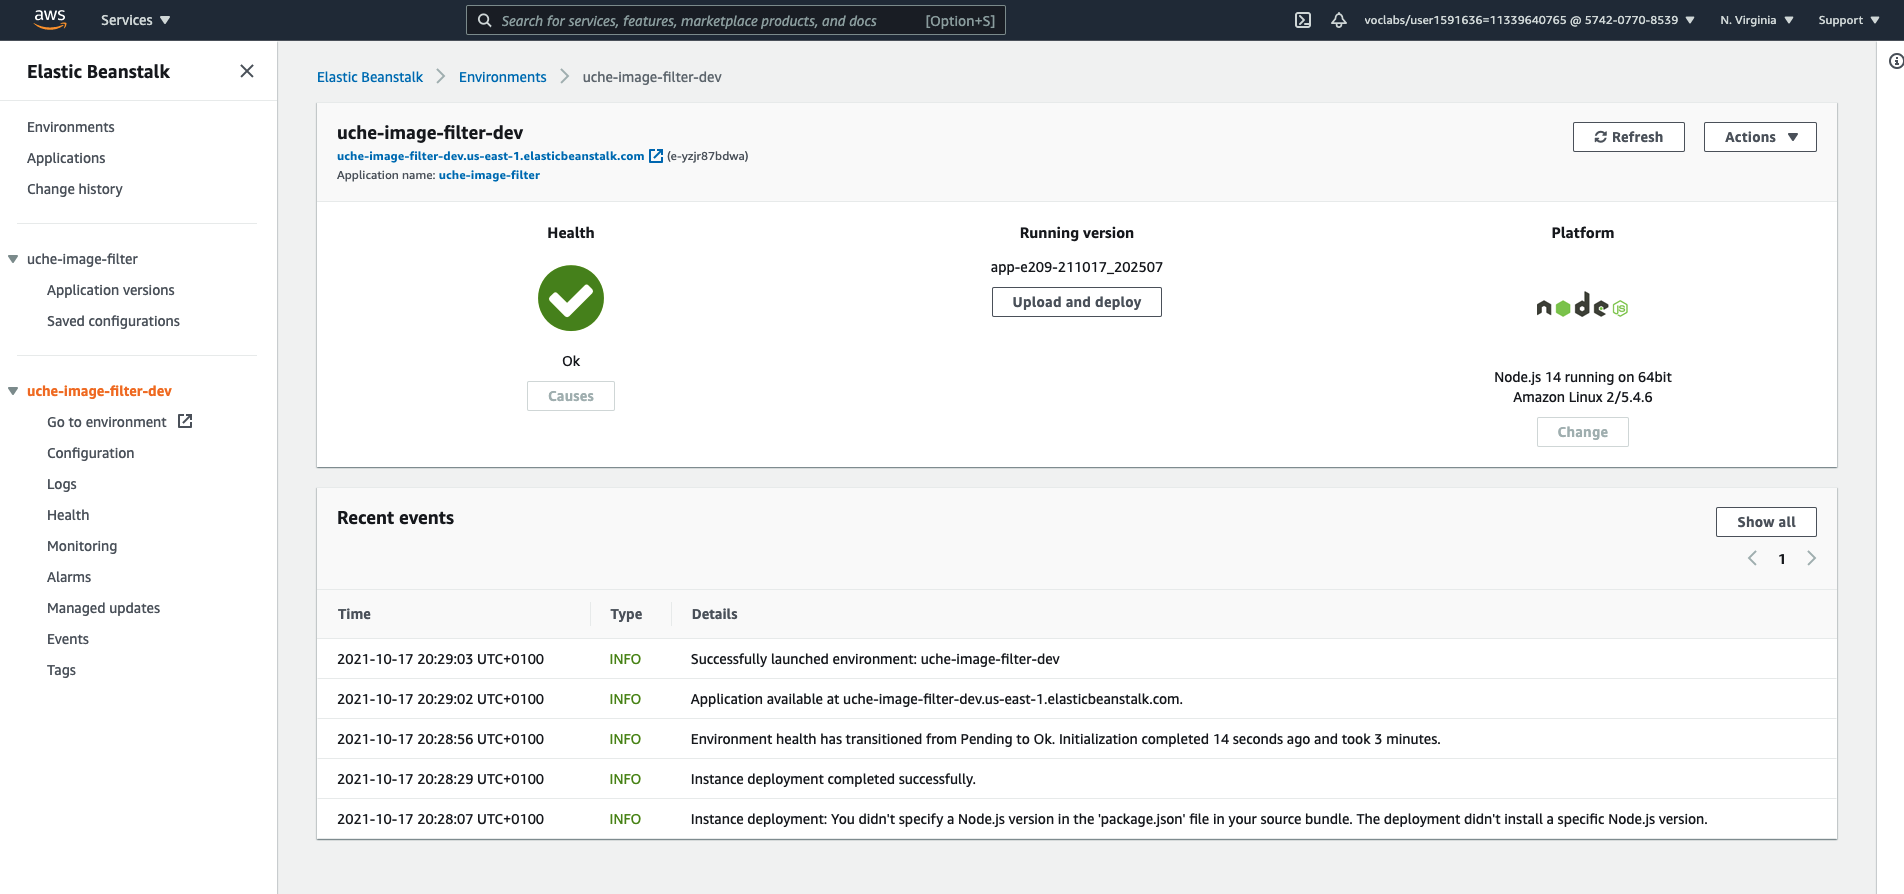 aws
Services
Search for services, features, marketplace products, and docs [Option+S]
voclabs/user1591636=11339640765 @ 5742-0770-8539
N. Virginia
Support
Elastic Beanstalk
Environments
Applications
Change history
uche-image-filter
Application versions
Saved configurations
uche-image-filter-dev
Go to environment
Configuration
Logs
Health
Monitoring
Alarms
Managed updates
Events
Tags
Elastic Beanstalk
Environments
uche-image-filter-dev
uche-image-filter-dev
uche-image-filter-dev.us-east-1.elasticbeanstalk.com (e-yzjr87bdwa)
Application name: uche-image-filter
Refresh
Actions
Health
Ok
Causes
Running version
app-e209-211017_202507
Upload and deploy
Platform
node JS
Node.js 14 running on 64bit
Amazon Linux 2/5.4.6
Change
Recent events
Show all
1
Time Type Details
2021-10-17 20:29:03 UTC+0100 INFO Successfully launched environment: uche-image-filter-dev
2021-10-17 20:29:02 UTC+0100 INFO Application available at uche-image-filter-dev.us-east-1.elasticbeanstalk.com.
2021-10-17 20:28:56 UTC+0100 INFO Environment health has transitioned from Pending to Ok. Initialization completed 14 seconds ago and took 3 minutes.
2021-10-17 20:28:29 UTC+0100 INFO Instance deployment completed successfully.
2021-10-17 20:28:07 UTC+0100 INFO Instance deployment: You didn't specify a Node.js version in the 'package.json' file in your source bundle. The deployment didn't install a specific Node.js version.